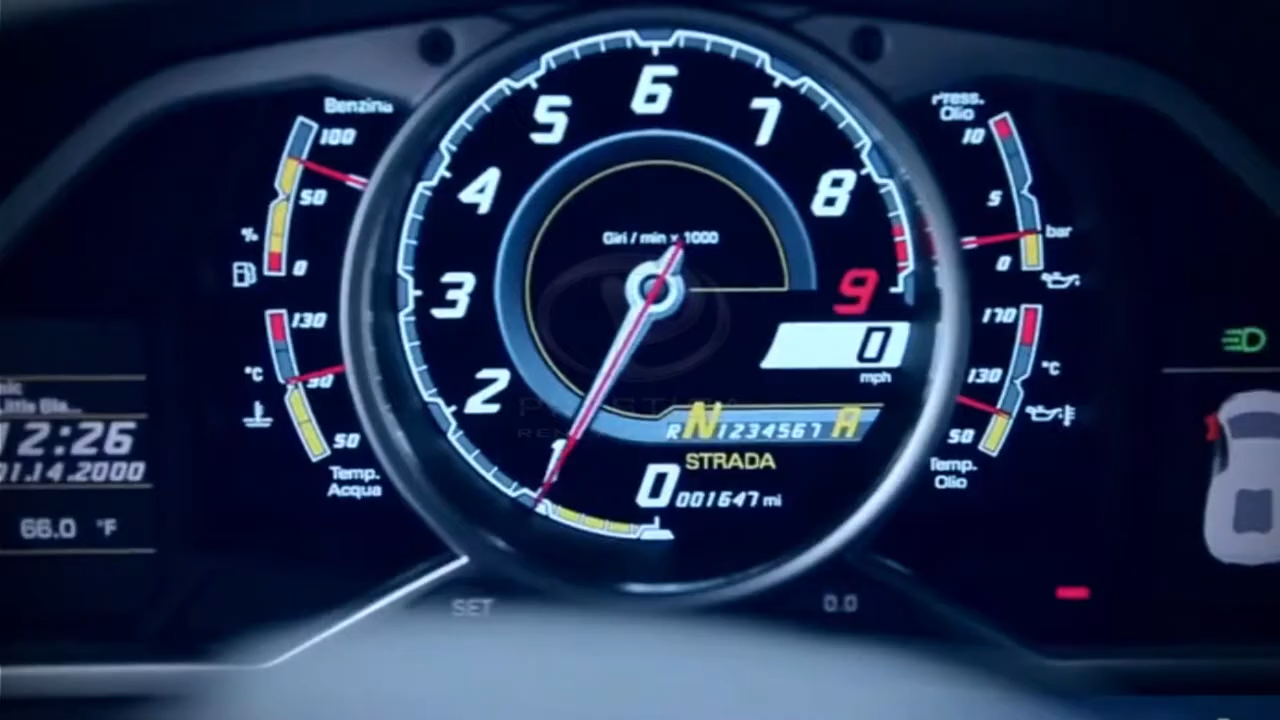 Benzina
100
50
%
0
130
°C
90
50
Temp.
Acqua
12:26
01.14.2000
66.0 °F
6
5
7
4
8
3
9
2
1
0
Giri / min x 1000
0
mph
R N 1234567 A
STRADA
001647 mi
Press.
Olio
10
5
bar
0
170
°C
130
50
Temp.
Olio
SET
0.0